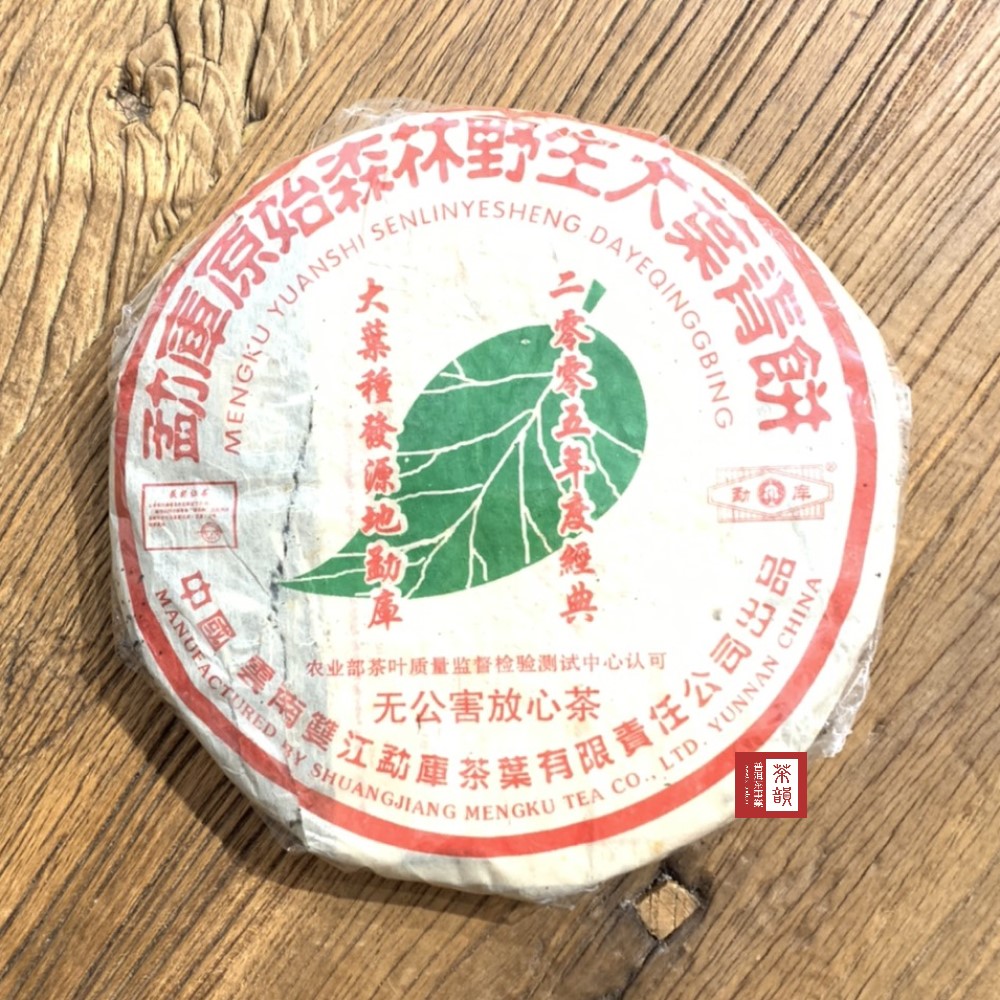 勐庫原始森林野生大葉青餅
MENGKU YUANSHI SENLINYESHENG DAYEQINGGBING
二零零五年度經典
大葉種發源地勐庫
勐 庫
®
农业部茶叶质量监督检验测试中心认可
无公害放心茶
中國雲南雙江勐庫茶葉有限責任公司出品
MANUFACTURED BY SHUANGJIANG MENGKU TEA CO., LTD. YUNNAN CHINA
茶韻